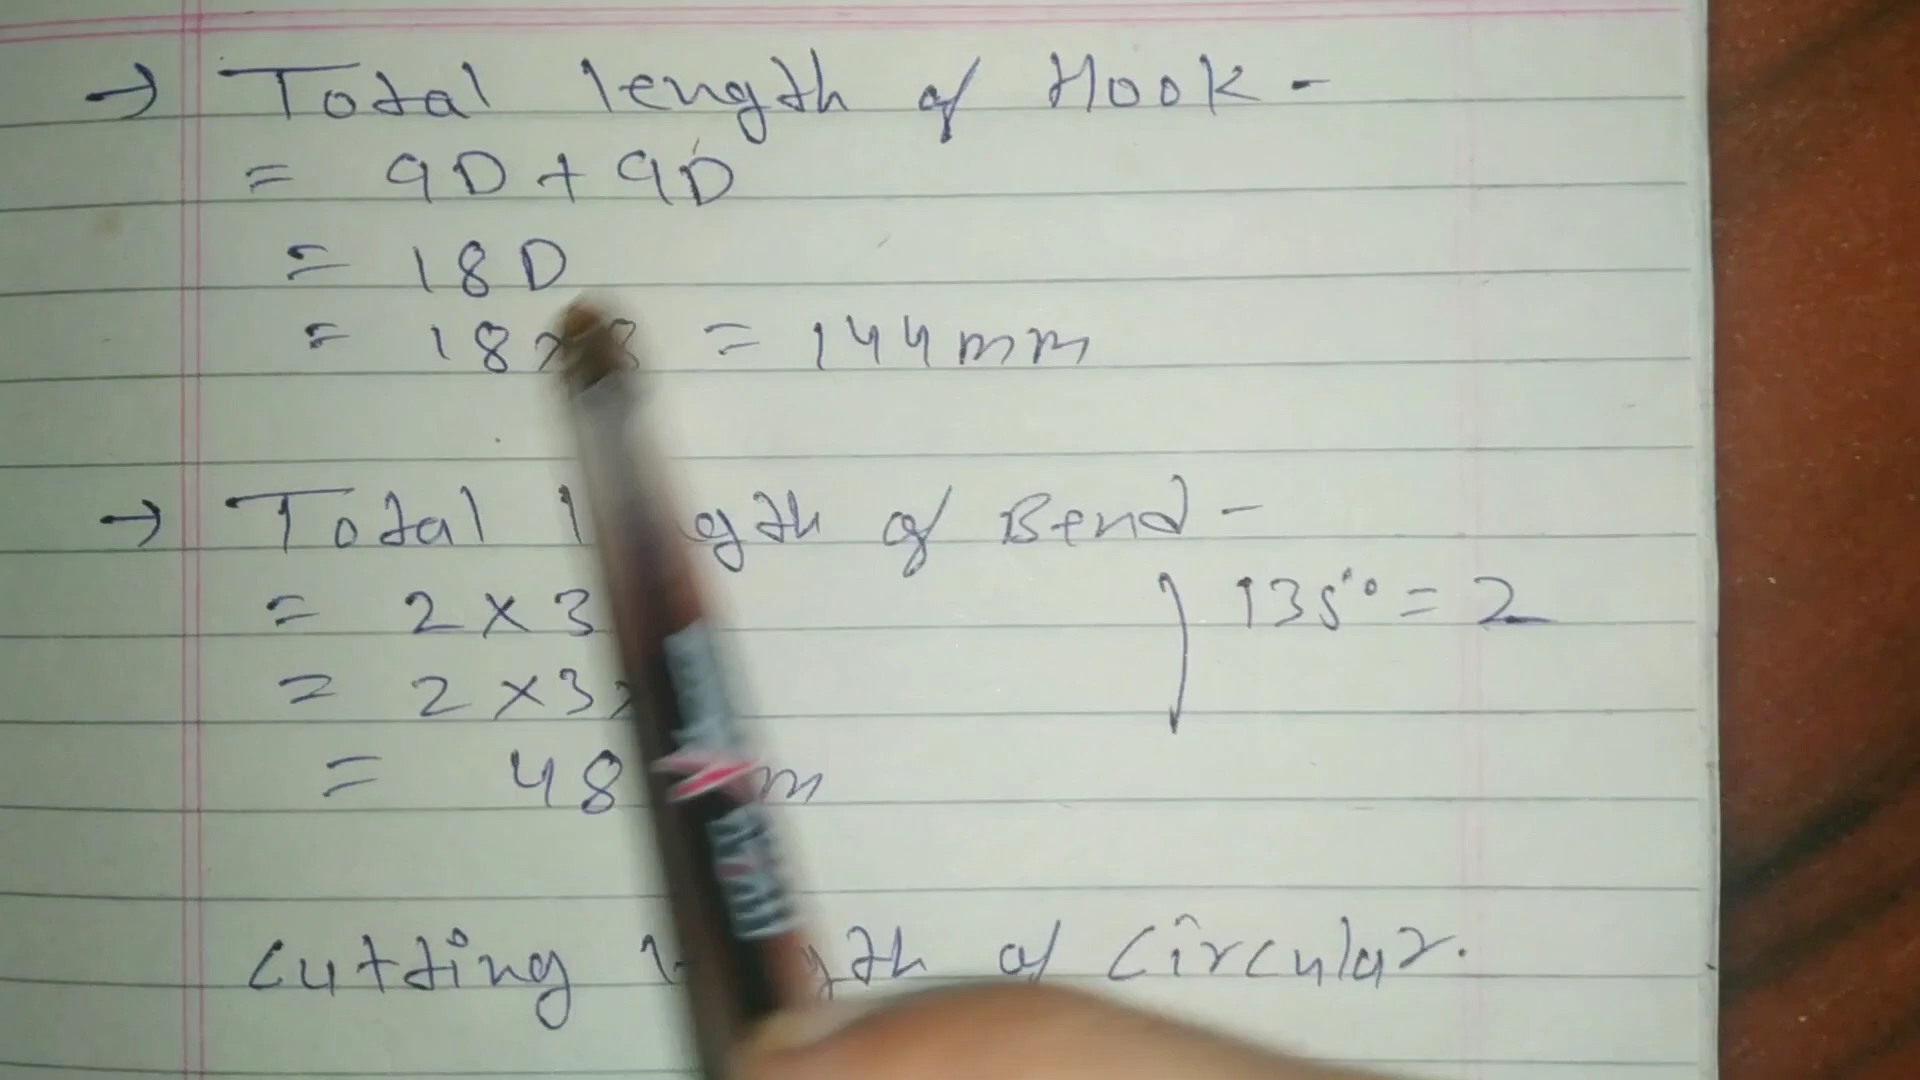 → Total length of Hook -
= 9D + 9D
= 18D
= 18×8 = 144mm
→ Total of Bend -
= 2 × 3
135° = 2
= 2 ×3×
= 48
Cutting of Circular.